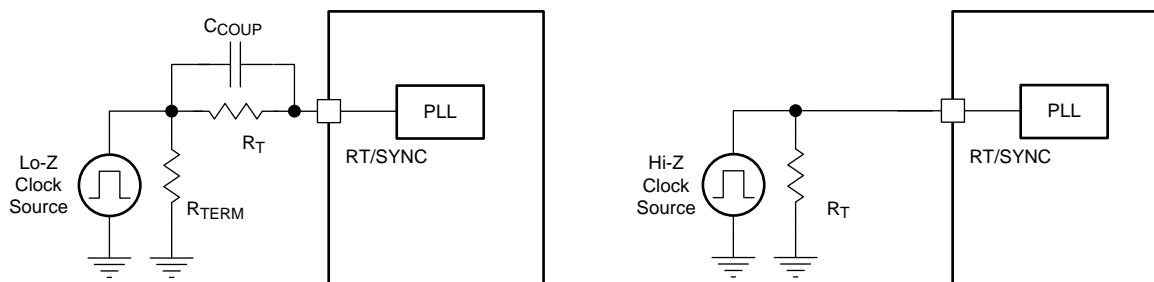 CCOUP
PLL
RT
RT/SYNC
Lo-Z
Clock
Source
RTERM
PLL
RT/SYNC
Hi-Z
Clock
Source
RT